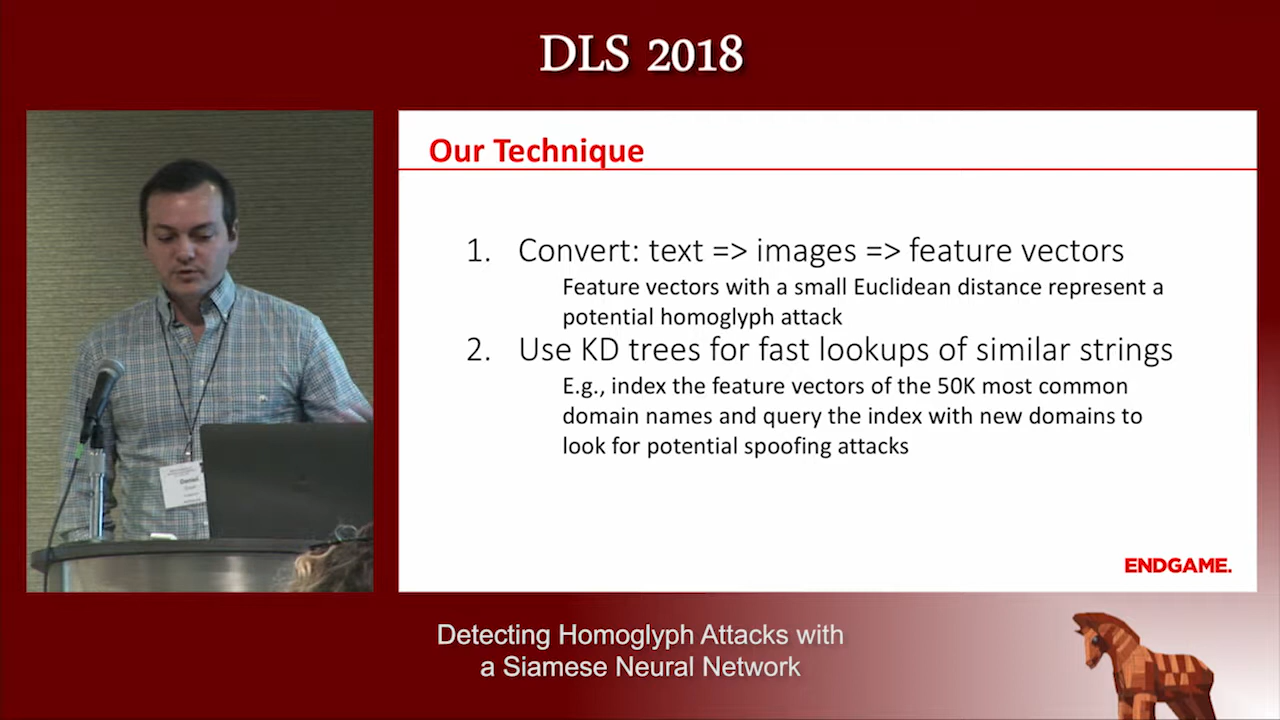 DLS 2018
Our Technique
1. Convert: text => images => feature vectors
Feature vectors with a small Euclidean distance represent a
potential homoglyph attack
2. Use KD trees for fast lookups of similar strings
E.g., index the feature vectors of the 50K most common
domain names and query the index with new domains to
look for potential spoofing attacks
ENDGAME.
Daniel
Detecting Homoglyph Attacks with
a Siamese Neural Network